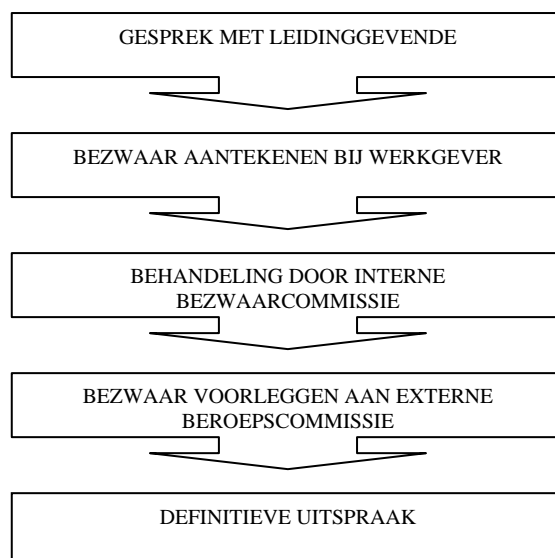 GESPREK MET LEIDINGGEVENDE
BEZWAAR AANTEKENEN BIJ WERKGEVER
BEHANDELING DOOR INTERNE
BEZWAARCOMMISSIE
BEZWAAR VOORLEGGEN AAN EXTERNE
BEROEPSCOMMISSIE
DEFINITIEVE UITSPRAAK